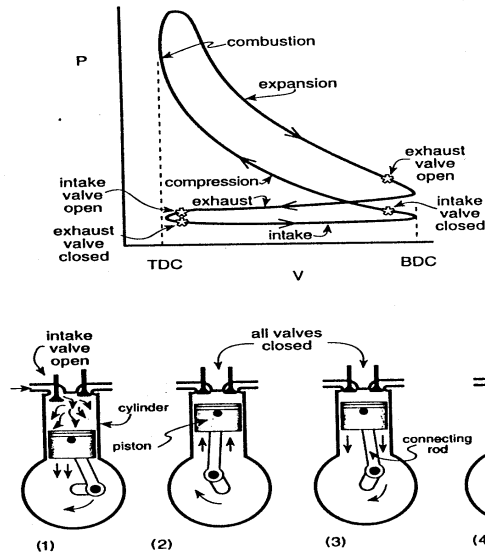 P
combustion
expansion
exhaust
valve
open
compression
intake
valve
open
exhaust
intake
valve
closed
exhaust
valve
closed
intake
TDC
V
BDC
intake
valve
open
all valves
closed
cylinder
piston
connecting
rod
(1)
(2)
(3)
(4